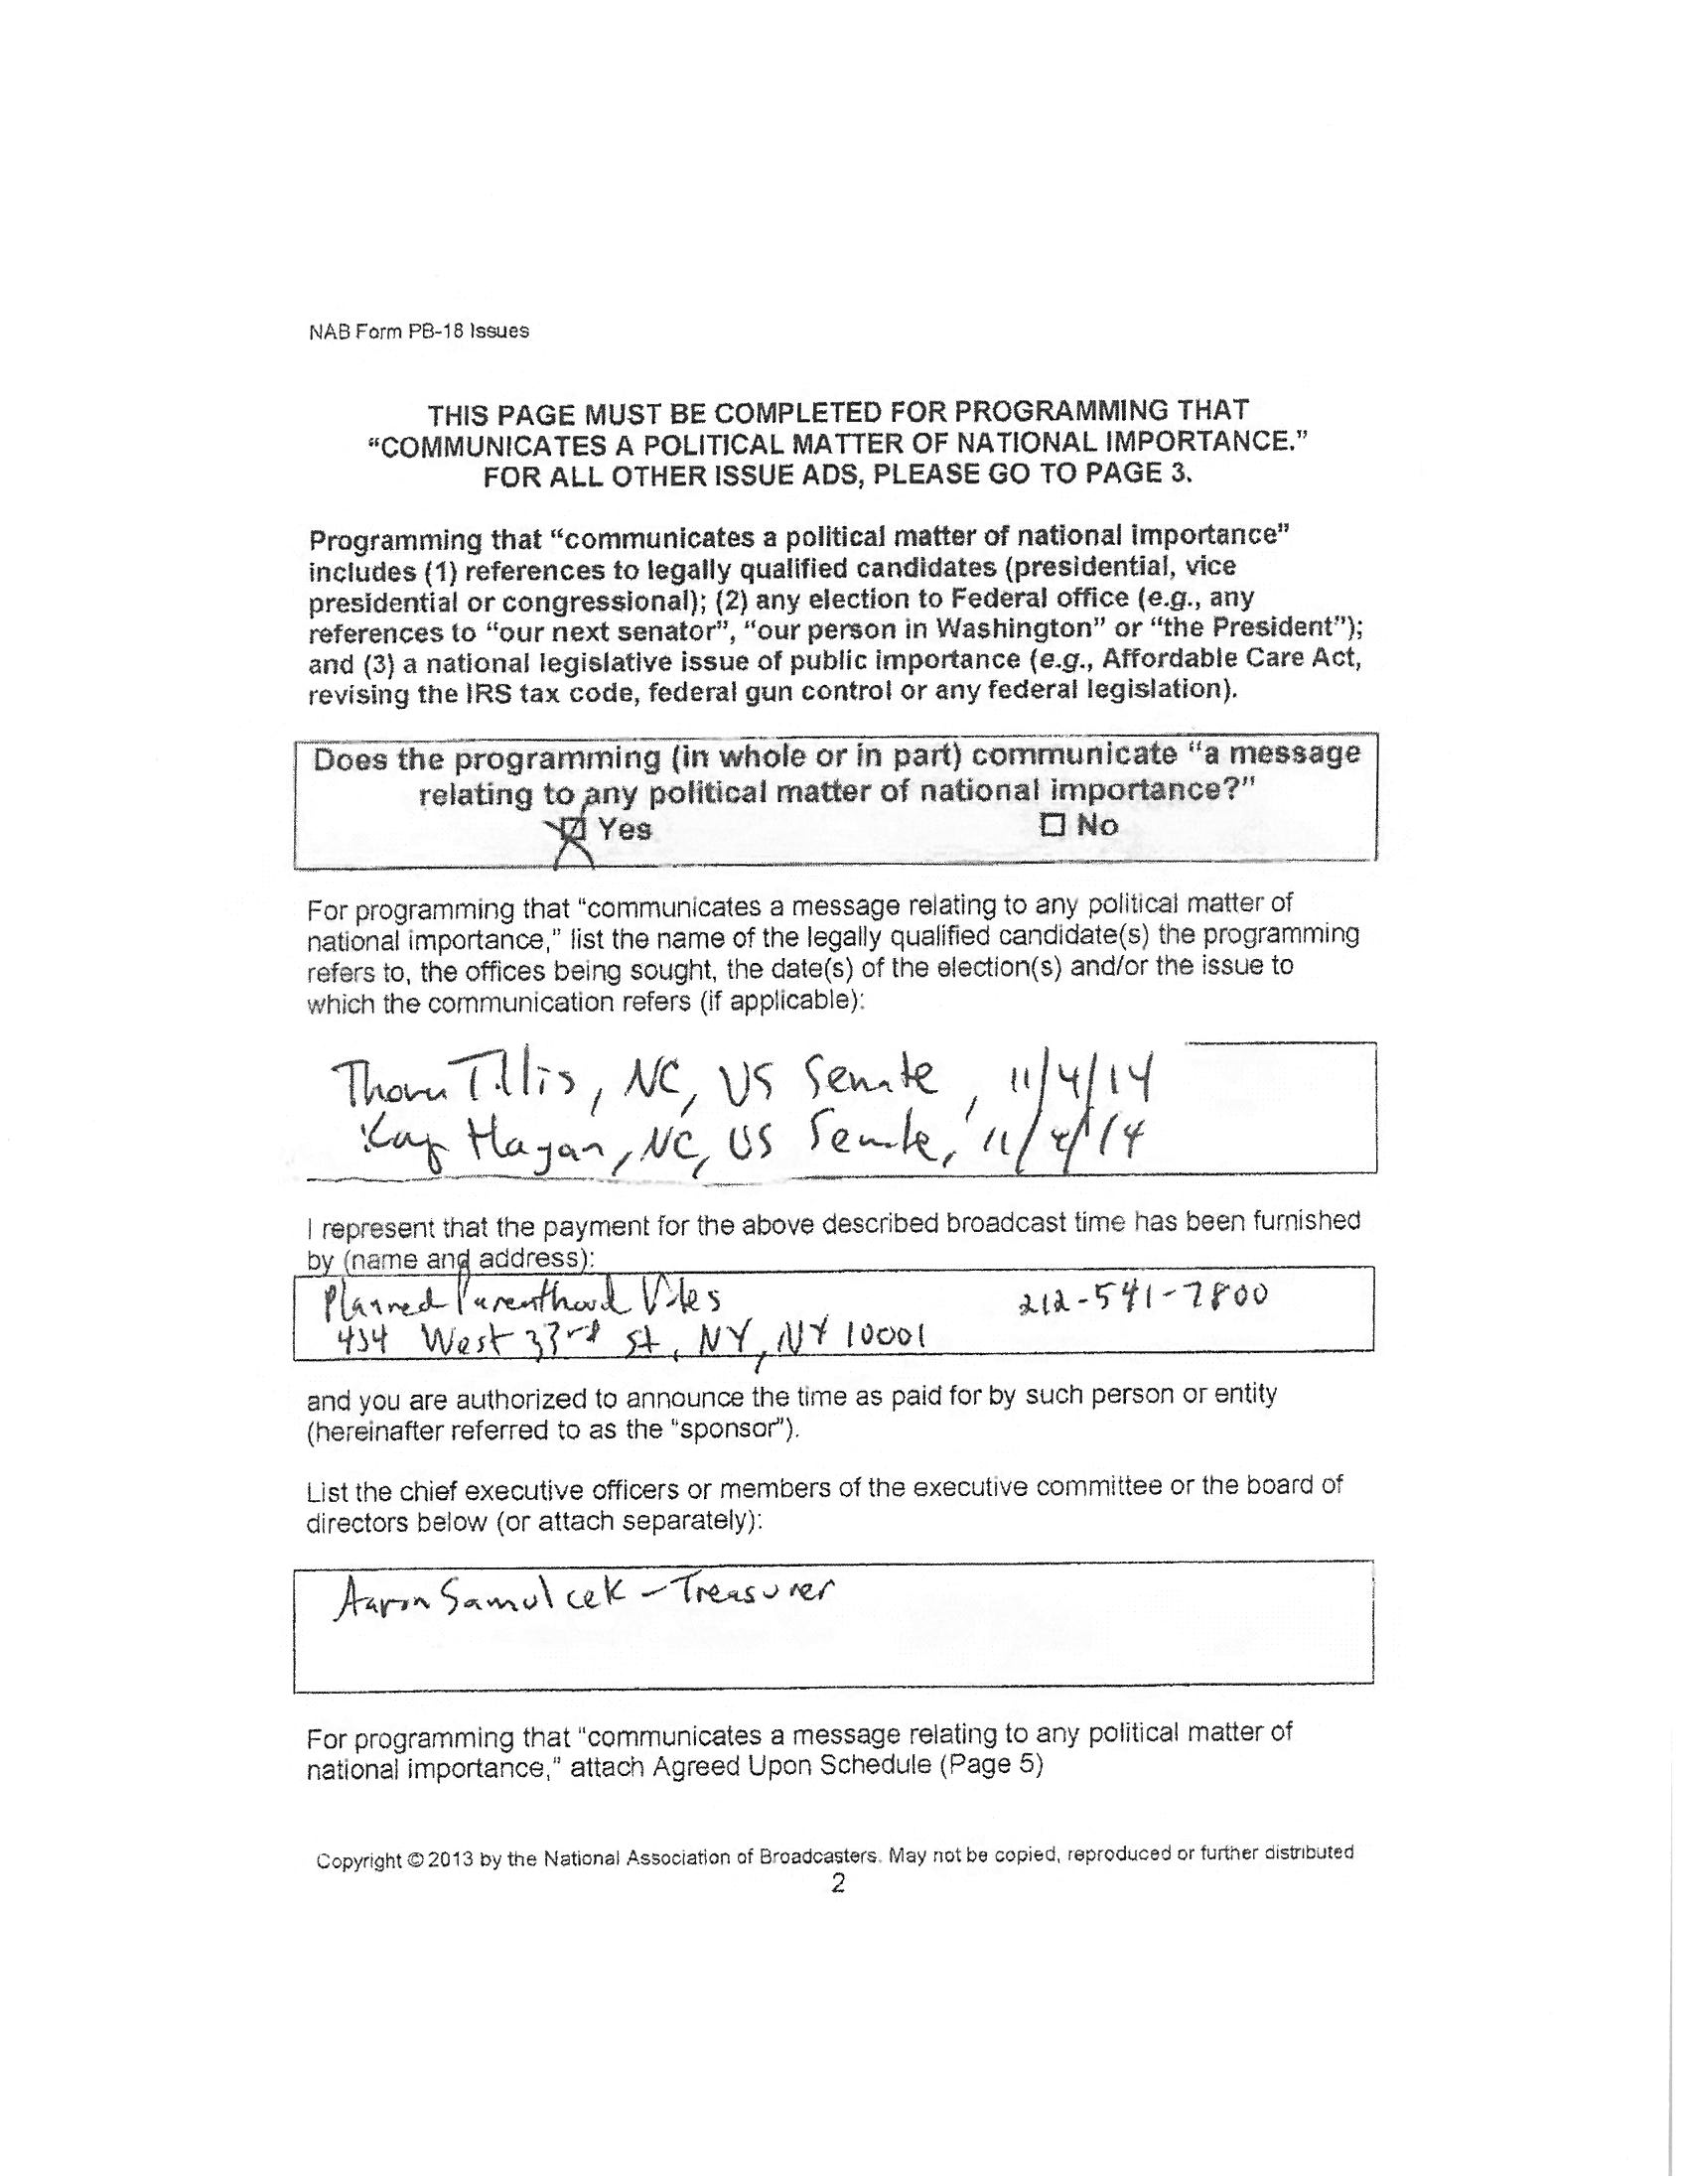 NAB Form PB-18 Issues
THIS PAGE MUST BE COMPLETED FOR PROGRAMMING THAT
“COMMUNICATES A POLITICAL MATTER OF NATIONAL IMPORTANCE.”
FOR ALL OTHER ISSUE ADS, PLEASE GO TO PAGE 3.
Programming that “communicates a political matter of national importance”
includes (1) references to legally qualified candidates (presidential, vice
presidential or congressional); (2) any election to Federal office (e.g., any
references to “our next senator”, “our person in Washington” or “the President”);
and (3) a national legislative issue of public importance (e.g., Affordable Care Act,
revising the IRS tax code, federal gun control or any federal legislation).
Does the programming (in whole or in part) communicate “a message
relating to any political matter of national importance?”
Yes No
For programming that “communicates a message relating to any political matter of
national importance,” list the name of the legally qualified candidate(s) the programming
refers to, the offices being sought, the date(s) of the election(s) and/or the issue to
which the communication refers (if applicable):
Thom Tillis, NC, US Senate, 11/4/14
Kay Hagan, NC, US Senate, 11/4/14
I represent that the payment for the above described broadcast time has been furnished
by (name and address):
Planned Parenthood Votes 212-541-7800
434 West 33rd St, NY, NY 10001
and you are authorized to announce the time as paid for by such person or entity
(hereinafter referred to as the “sponsor”).
List the chief executive officers or members of the executive committee or the board of
directors below (or attach separately):
Aaron Samulcek - Treasurer
For programming that “communicates a message relating to any political matter of
national importance,” attach Agreed Upon Schedule (Page 5)
Copyright © 2013 by the National Association of Broadcasters. May not be copied, reproduced or further distributed
2